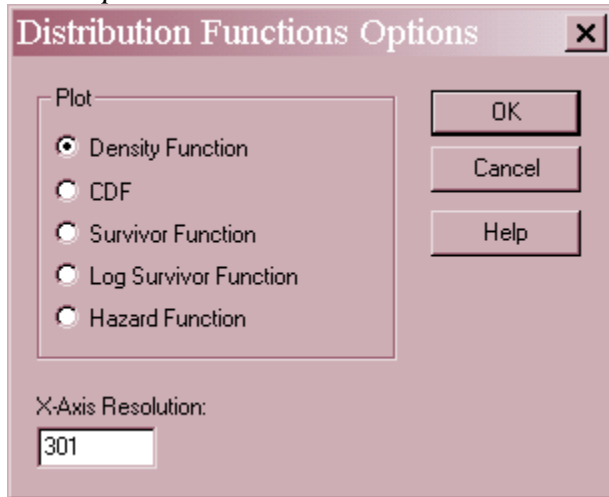 Distribution Functions Options
Plot
Density Function
CDF
Survivor Function
Log Survivor Function
Hazard Function
OK
Cancel
Help
X-Axis Resolution:
301